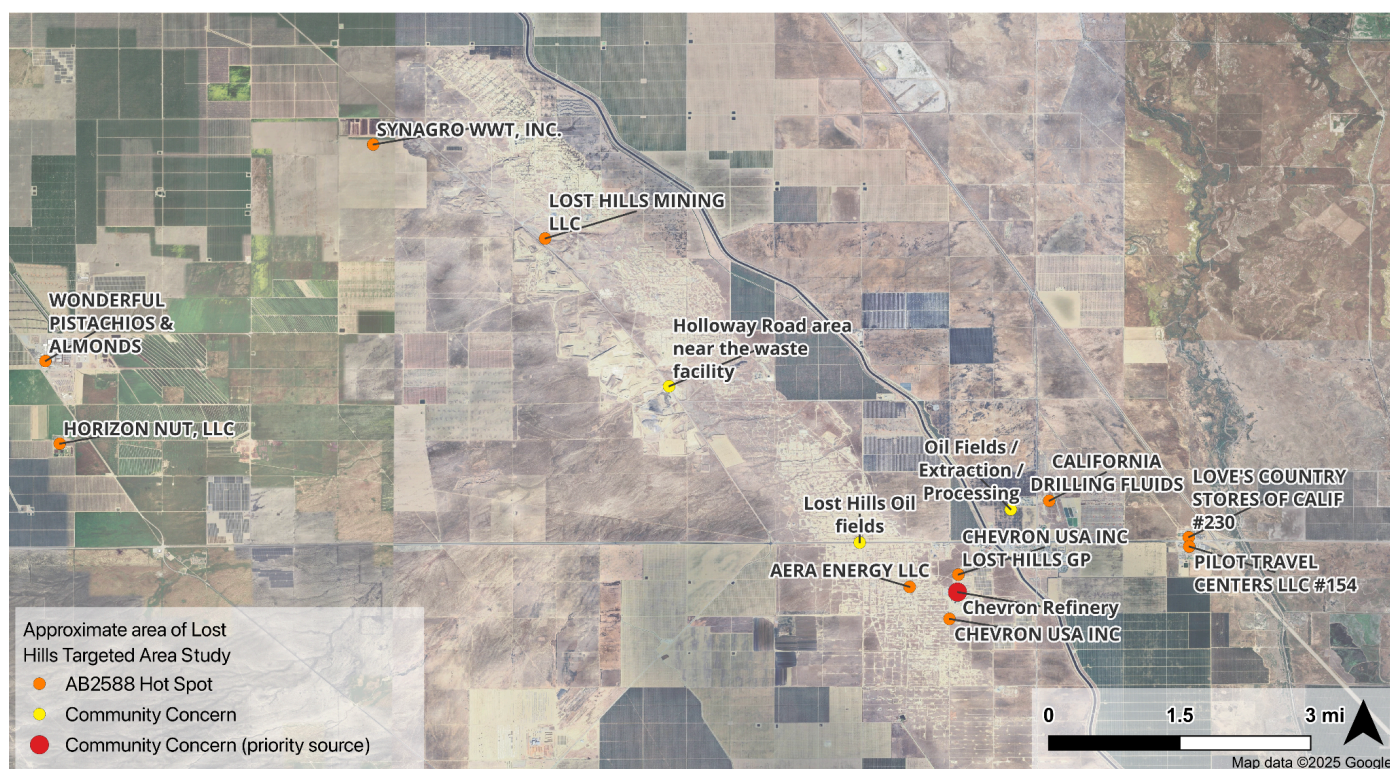 SYNAGRO WWT, INC.
LOST HILLS MINING
LLC
WONDERFUL
PISTACHIOS &
ALMONDS
Holloway Road area
near the waste
facility
HORIZON NUT, LLC
Oil Fields /
Extraction /
Processing
CALIFORNIA
DRILLING FLUIDS
LOVE'S COUNTRY
STORES OF CALIF
#230
Lost Hills Oil
fields
CHEVRON USA INC
LOST HILLS GP
PILOT TRAVEL
CENTERS LLC #154
AERA ENERGY LLC
Chevron Refinery
CHEVRON USA INC
Approximate area of Lost
Hills Targeted Area Study
AB2588 Hot Spot
Community Concern
Community Concern (priority source)
0 1.5 3 mi
Map data ©2025 Google